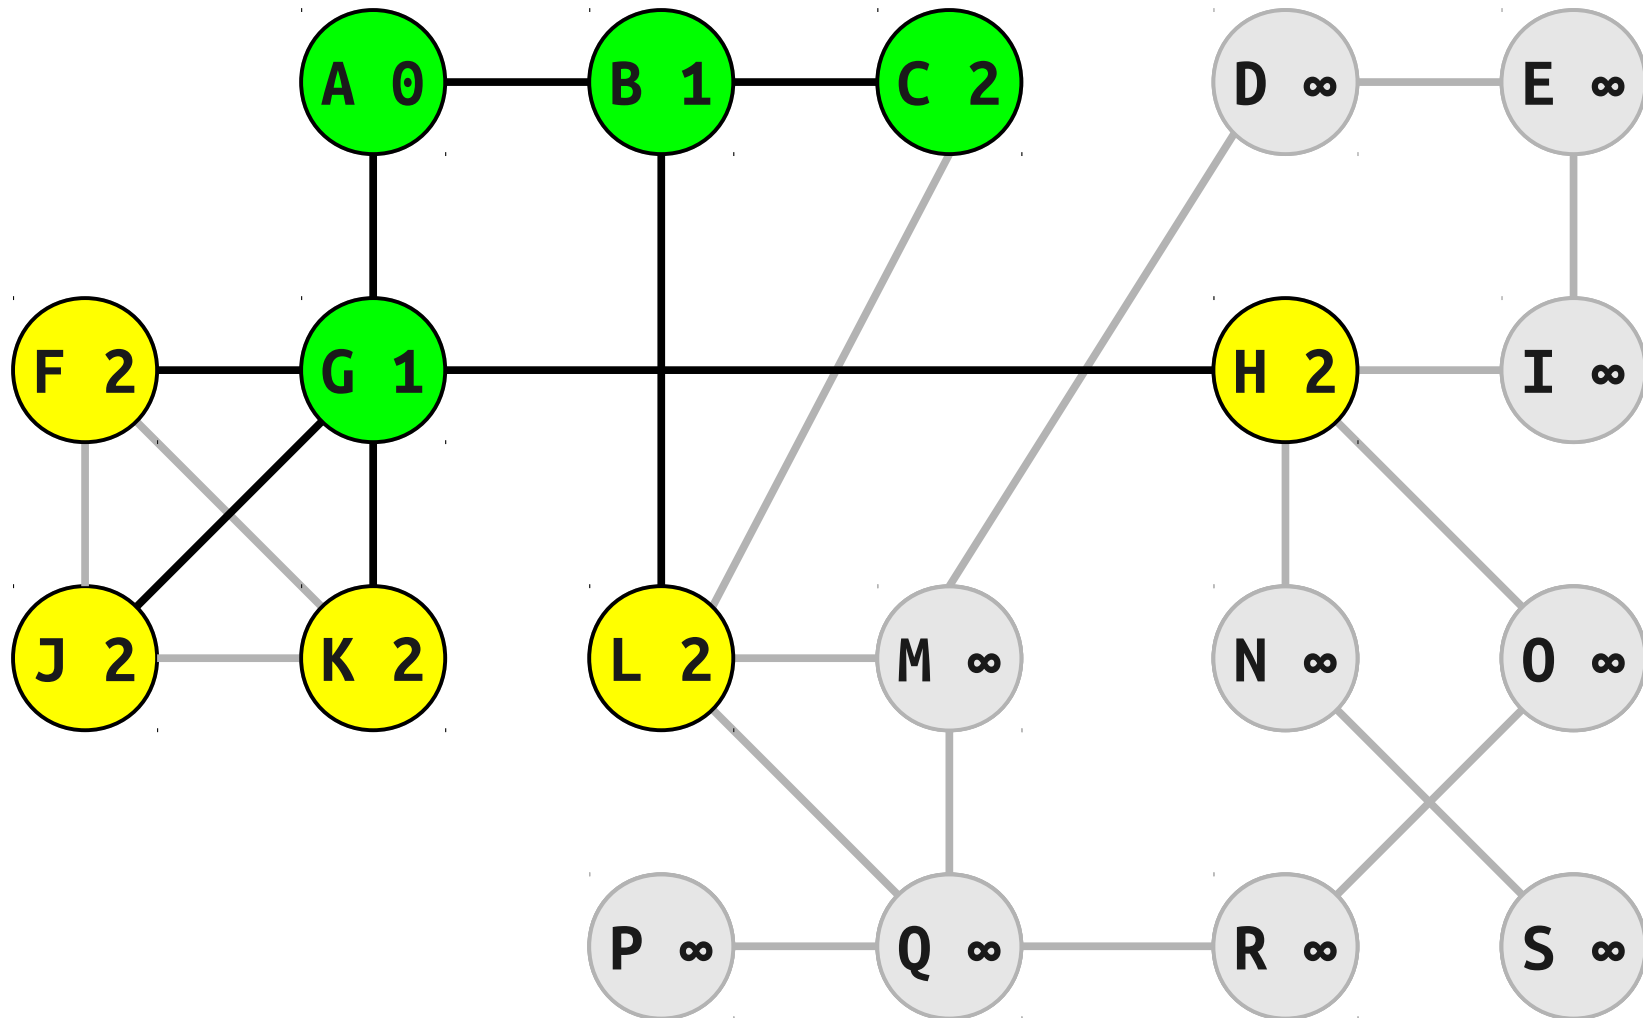 A 0 B 1 C 2 D ∞ E ∞
F 2 G 1 H 2 I ∞
J 2 K 2 L 2 M ∞ N ∞ O ∞
P ∞ Q ∞ R ∞ S ∞